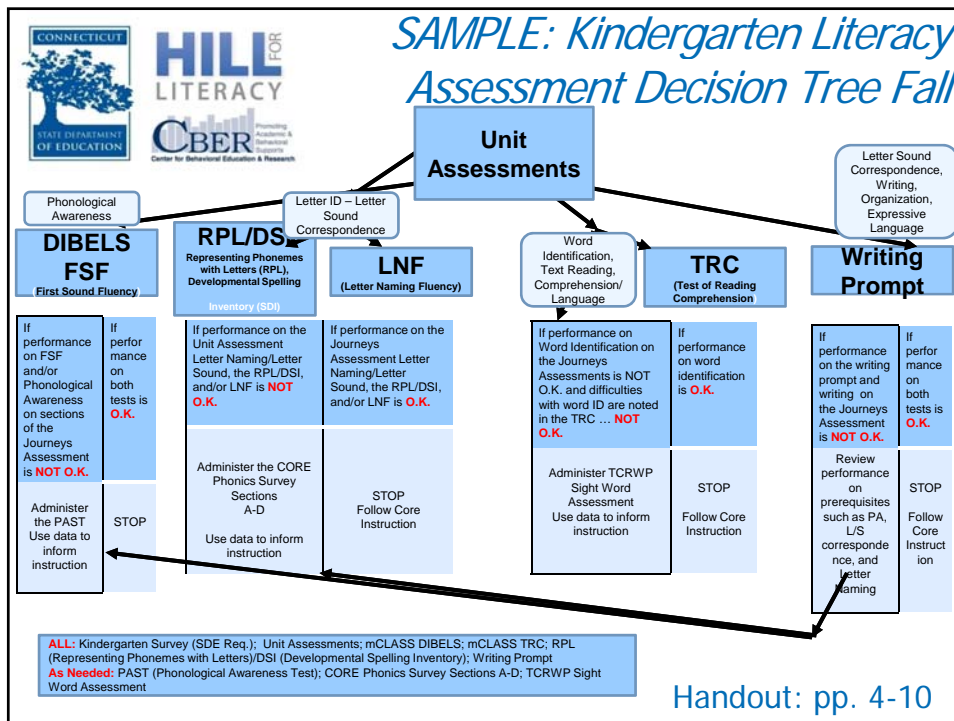 CONNECTICUT
STATE DEPARTMENT
OF EDUCATION
HILL FOR
LITERACY
CBER
Promoting
Academic &
Behavioral
Supports
Center for Behavioral Education & Research
SAMPLE: Kindergarten Literacy
Assessment Decision Tree Fall
Unit
Assessments
Phonological
Awareness
Letter ID – Letter
Sound
Correspondence
Word
Identification,
Text Reading,
Comprehension/
Language
Letter Sound
Correspondence,
Writing,
Organization,
Expressive
Language
DIBELS
FSF
(First Sound Fluency)
RPL/DS
Representing Phonemes
with Letters (RPL),
Developmental Spelling
Inventory (SDI)
LNF
(Letter Naming Fluency)
TRC
(Test of Reading
Comprehension)
Writing
Prompt
If
performance
on FSF
and/or
Phonological
Awareness
on sections
of the
Journeys
Assessment
is NOT O.K.
If
perfor
mance
on
both
tests is
O.K.
Administer
the PAST
Use data to
inform
instruction
STOP
If performance on the
Unit Assessment
Letter Naming/Letter
Sound, the RPL/DSI,
and/or LNF is NOT
O.K.
If performance on the
Journeys
Assessment Letter
Naming/Letter
Sound, the RPL/DSI,
and/or LNF is O.K.
Administer the CORE
Phonics Survey
Sections
A-D
Use data to inform
instruction
STOP
Follow Core
Instruction
If performance on
Word Identification on
the Journeys
Assessments is NOT
O.K. and difficulties
with word ID are noted
in the TRC … NOT
O.K.
If
performance
on word
identification
is O.K.
Administer TCRWP
Sight Word
Assessment
Use data to inform
instruction
STOP
Follow Core
Instruction
If
performance
on the writing
prompt and
writing on
the Journeys
Assessment
is NOT O.K.
If
perfor
mance
on
both
tests is
O.K.
Review
performance
on
prerequisites
such as PA,
L/S
corresponde
nce, and
Letter
Naming
STOP
Follow
Core
Instruct
ion
ALL: Kindergarten Survey (SDE Req.); Unit Assessments; mCLASS DIBELS; mCLASS TRC; RPL
(Representing Phonemes with Letters)/DSI (Developmental Spelling Inventory); Writing Prompt
As Needed: PAST (Phonological Awareness Test); CORE Phonics Survey Sections A-D; TCRWP Sight
Word Assessment
Handout: pp. 4-10